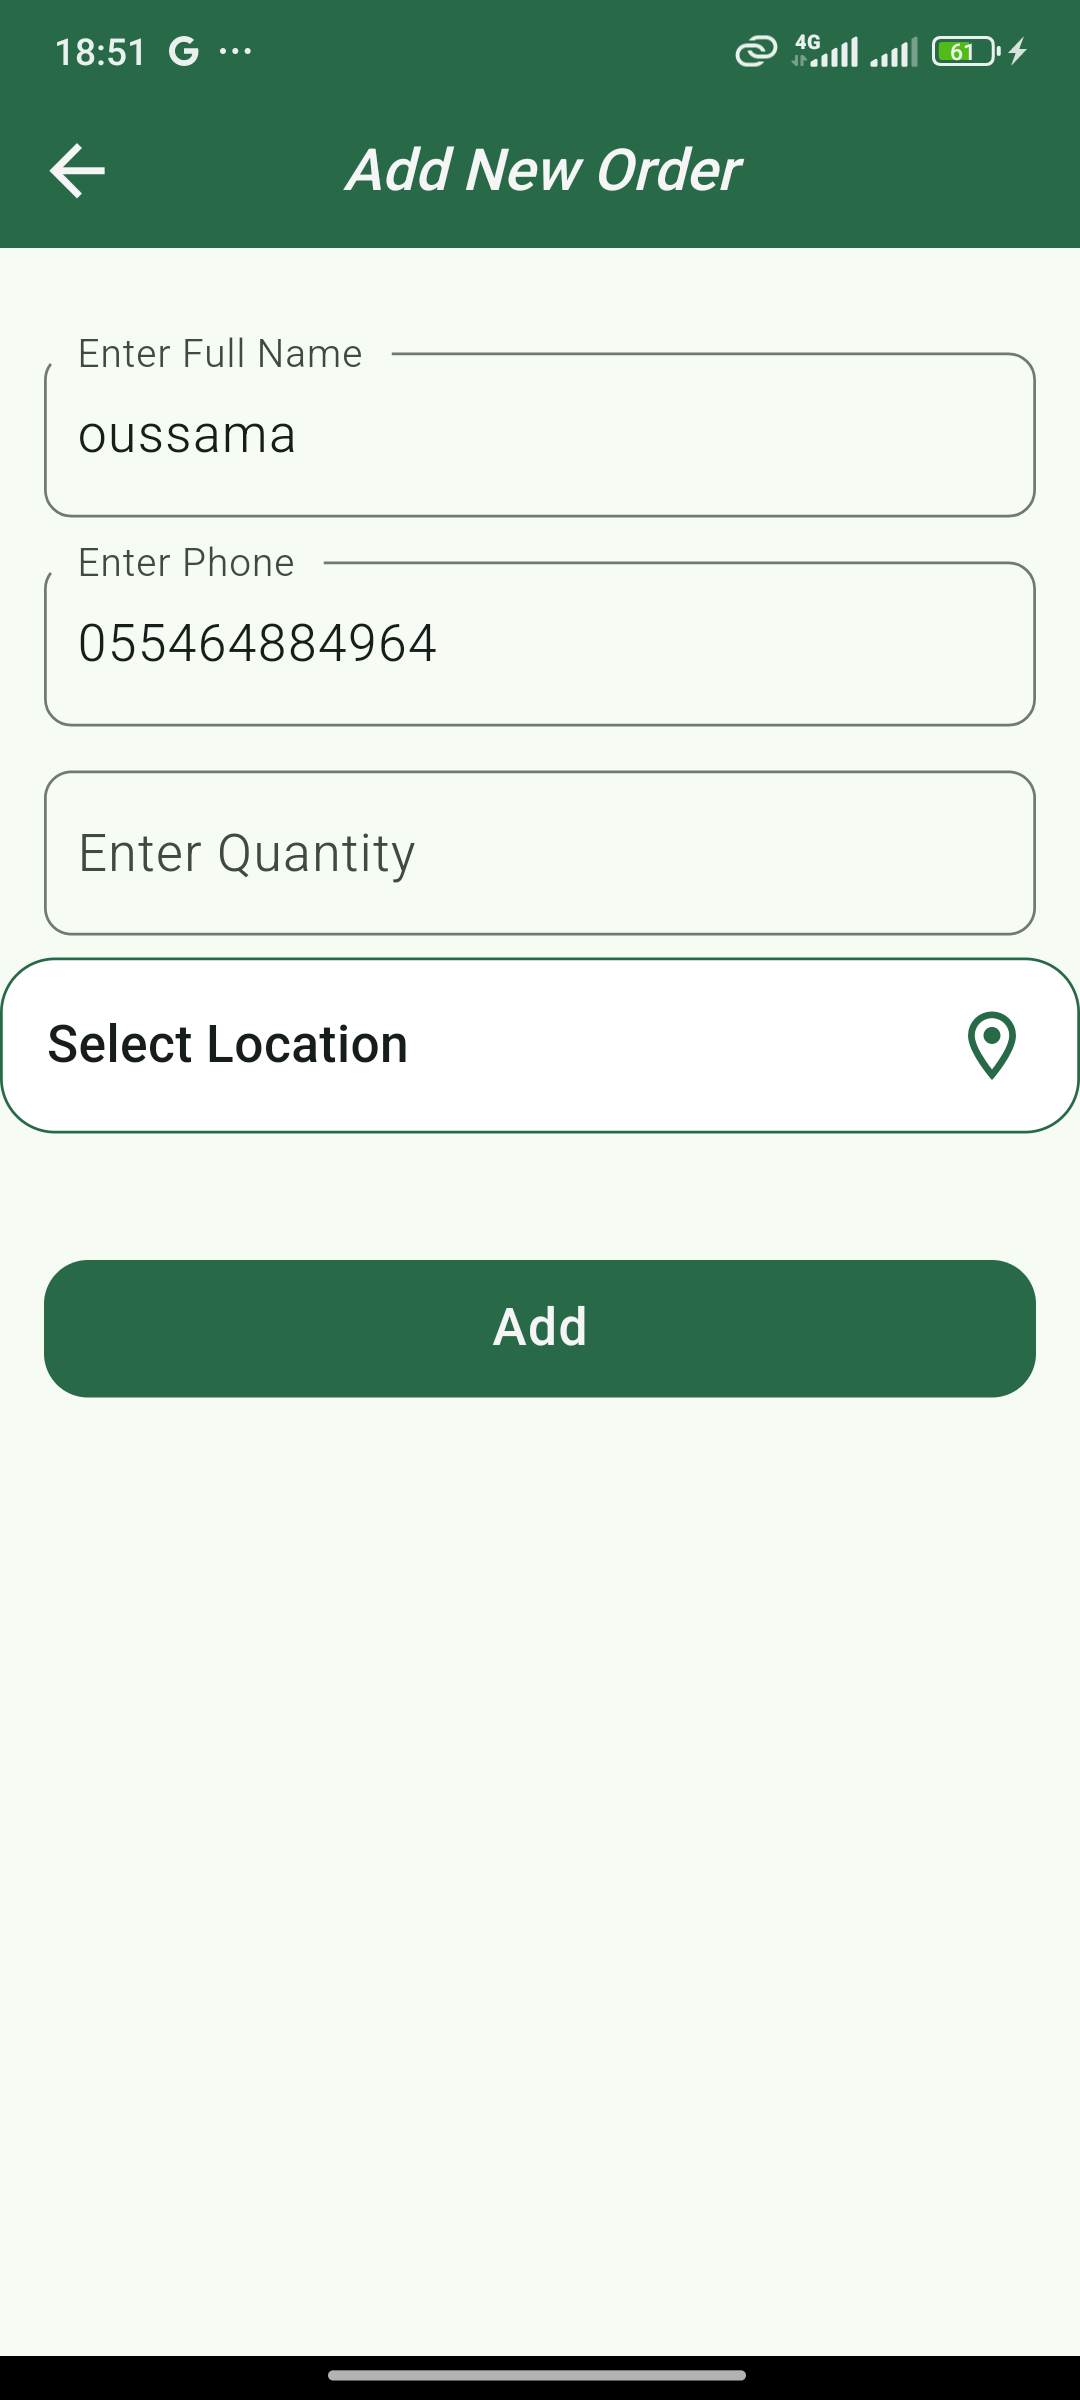 18:51 G ...
4G 61
Add New Order
Enter Full Name
oussama
Enter Phone
055464884964
Enter Quantity
Select Location
Add